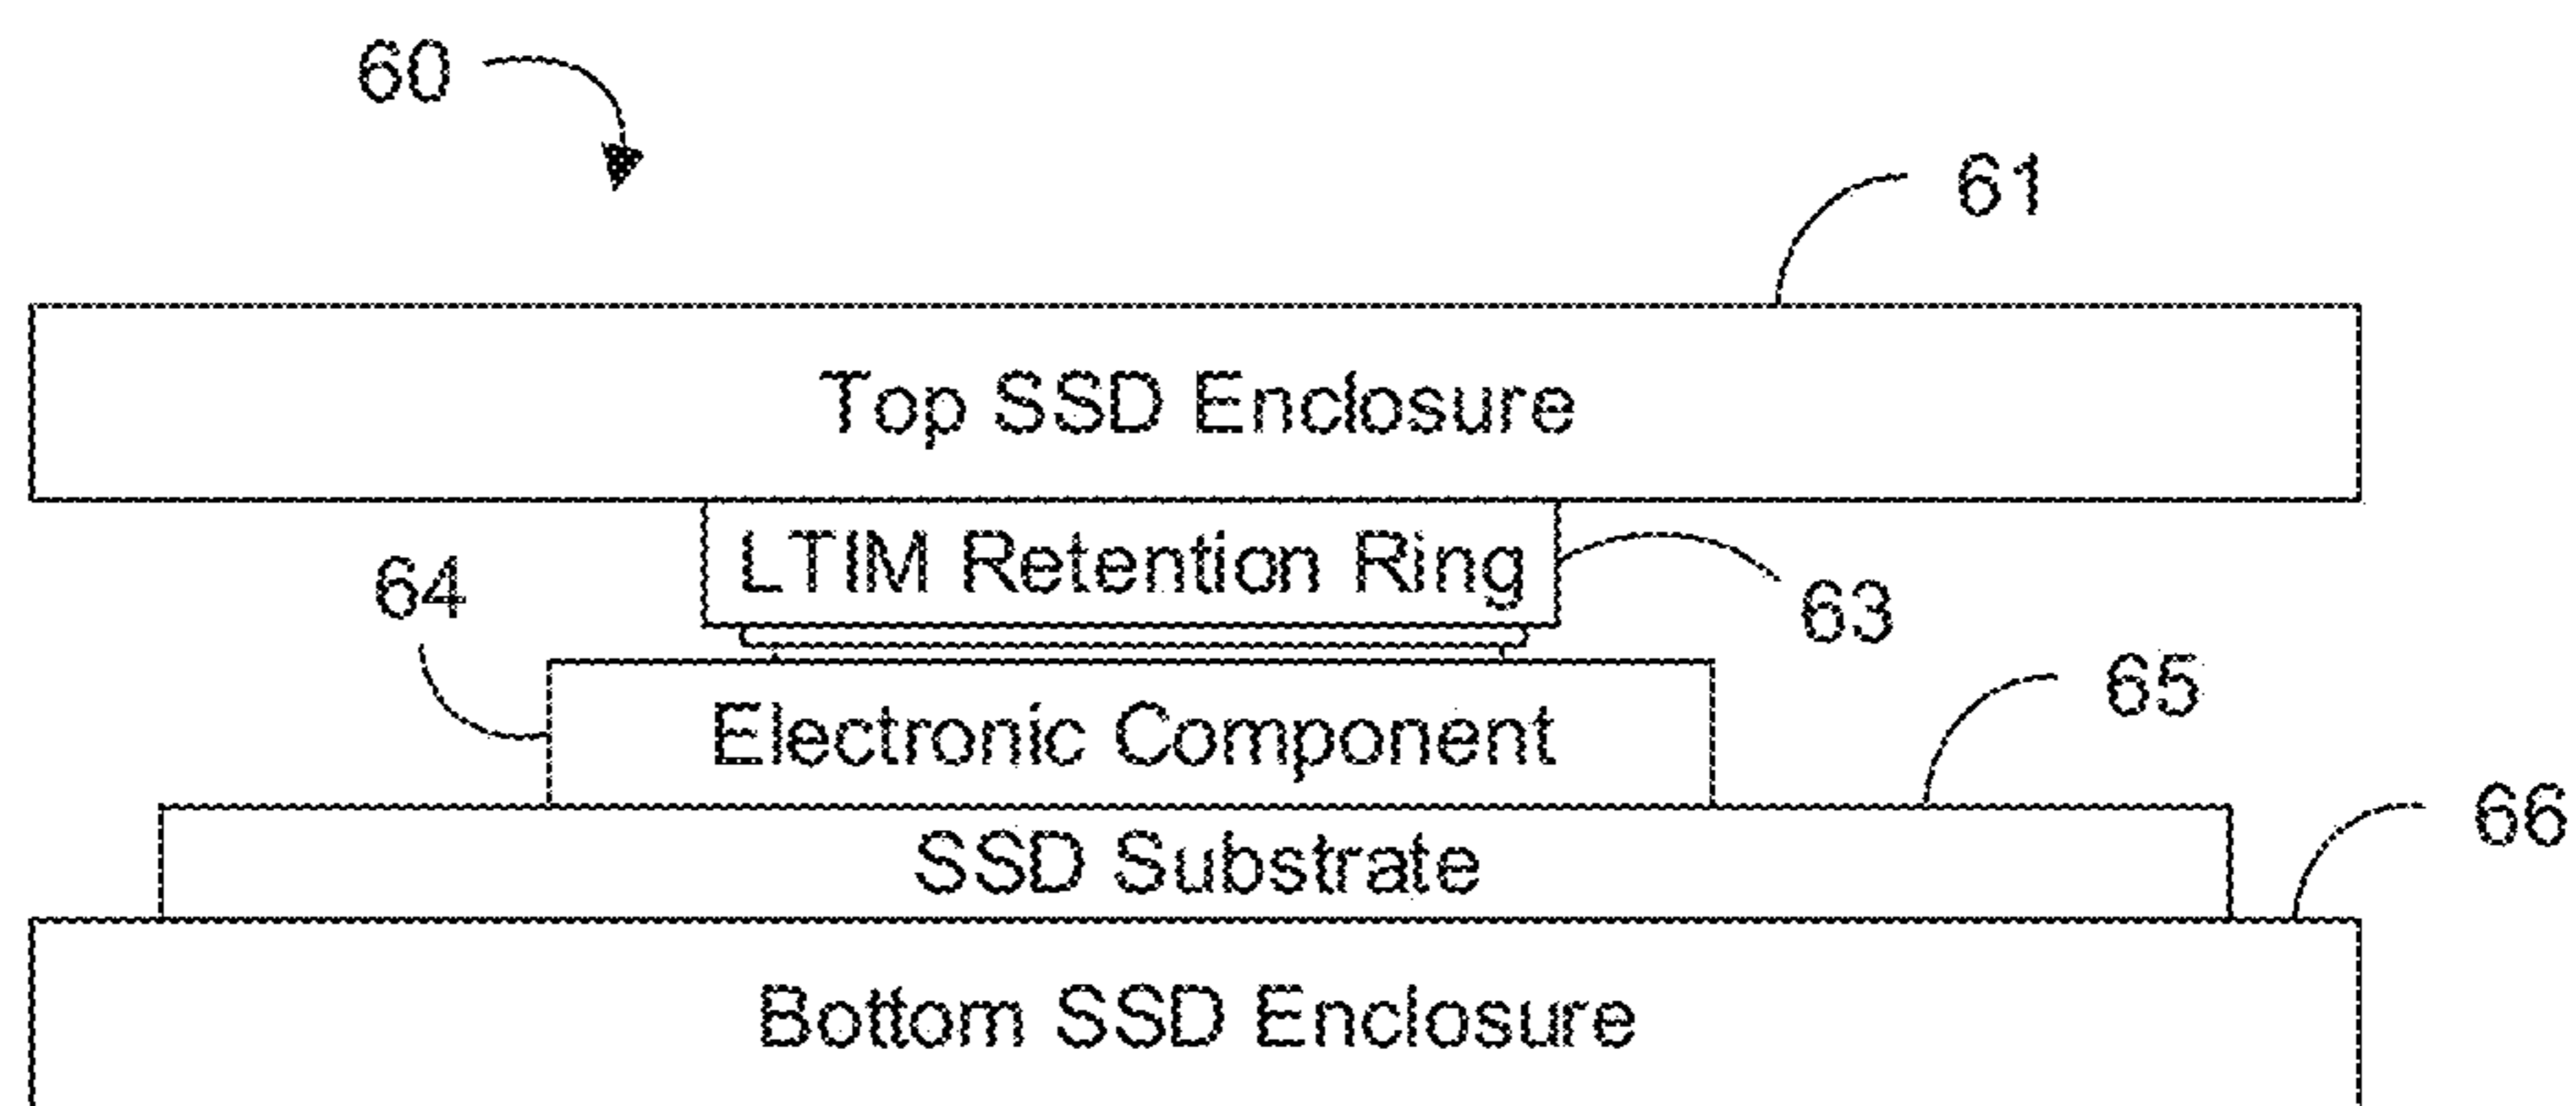 60
61
Top SSD Enclosure
LTIM Retention Ring
64
63
65
Electronic Component
66
SSD Substrate
Bottom SSD Enclosure